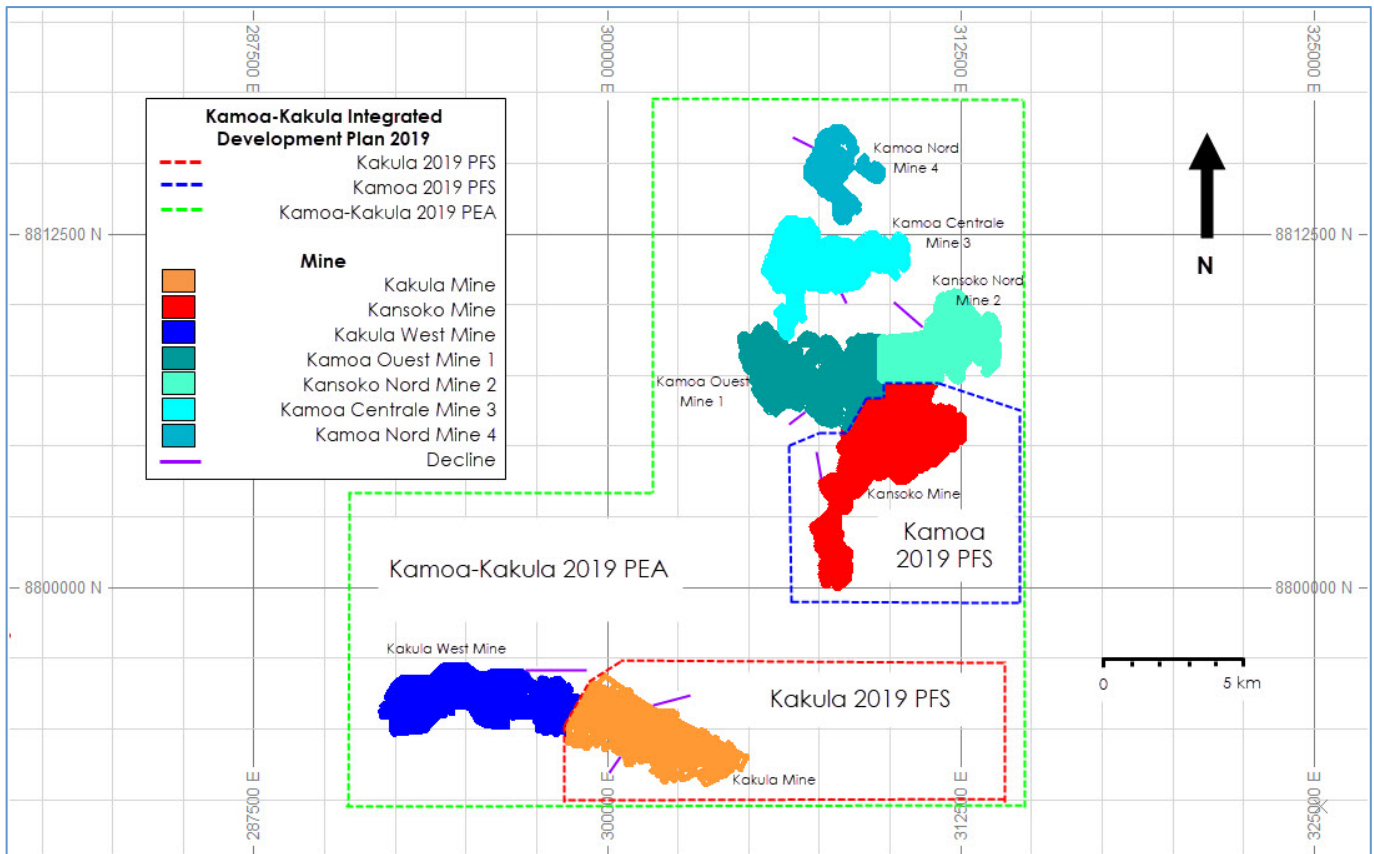 287500 E
300000 E
312500 E
325000 E
Kamoa-Kakula Integrated
Development Plan 2019
Kakula 2019 PFS
Kamoa 2019 PFS
Kamoa-Kakula 2019 PEA
Mine
Kakula Mine
Kansoko Mine
Kakula West Mine
Kamoa Ouest Mine 1
Kansoko Nord Mine 2
Kamoa Centrale Mine 3
Kamoa Nord Mine 4
Decline
Kamoa Nord
Mine 4
8812500 N
Kamoa Centrale
Mine 3
8812500 N
N
Kansoko Nord
Mine 2
Kamoa Ouest
Mine 1
Kansoko Mine
Kamoa
2019 PFS
Kamoa-Kakula 2019 PEA
8800000 N
8800000 N
Kakula West Mine
0
5 km
Kakula 2019 PFS
Kakula Mine
287500 E
300000 E
312500 E
325000 E